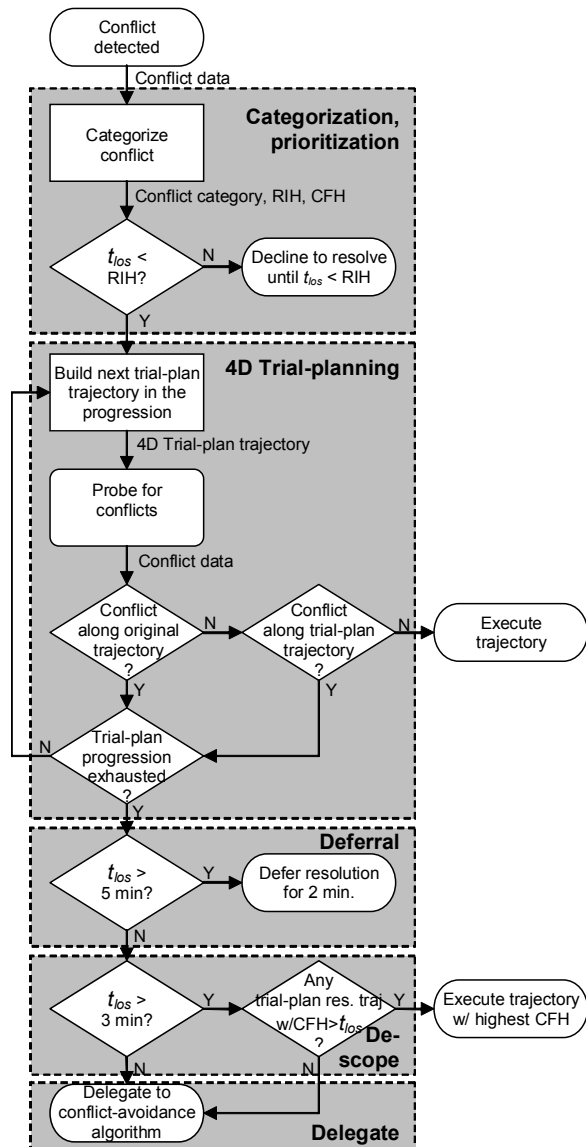 Conflict
detected
Conflict data
Categorization,
prioritization
Categorize
conflict
Conflict category, RIH, CFH
t_los <
RIH?
N
Decline to resolve
until t_los < RIH
Y
4D Trial-planning
Build next trial-plan
trajectory in the
progression
4D Trial-plan trajectory
Probe for
conflicts
Conflict data
Conflict
along original
trajectory
?
N
Conflict
along trial-plan
trajectory
?
N
Execute
trajectory
Y
Y
Trial-plan
progression
exhausted
?
N
Y
Deferral
t_los >
5 min?
Y
Defer resolution
for 2 min.
N
t_los >
3 min?
Y
Any
trial-plan res. traj
w/CFH>t_los
?
Y
Execute trajectory
w/ highest CFH
De-
scope
N
N
Delegate to
conflict-avoidance
algorithm
Delegate